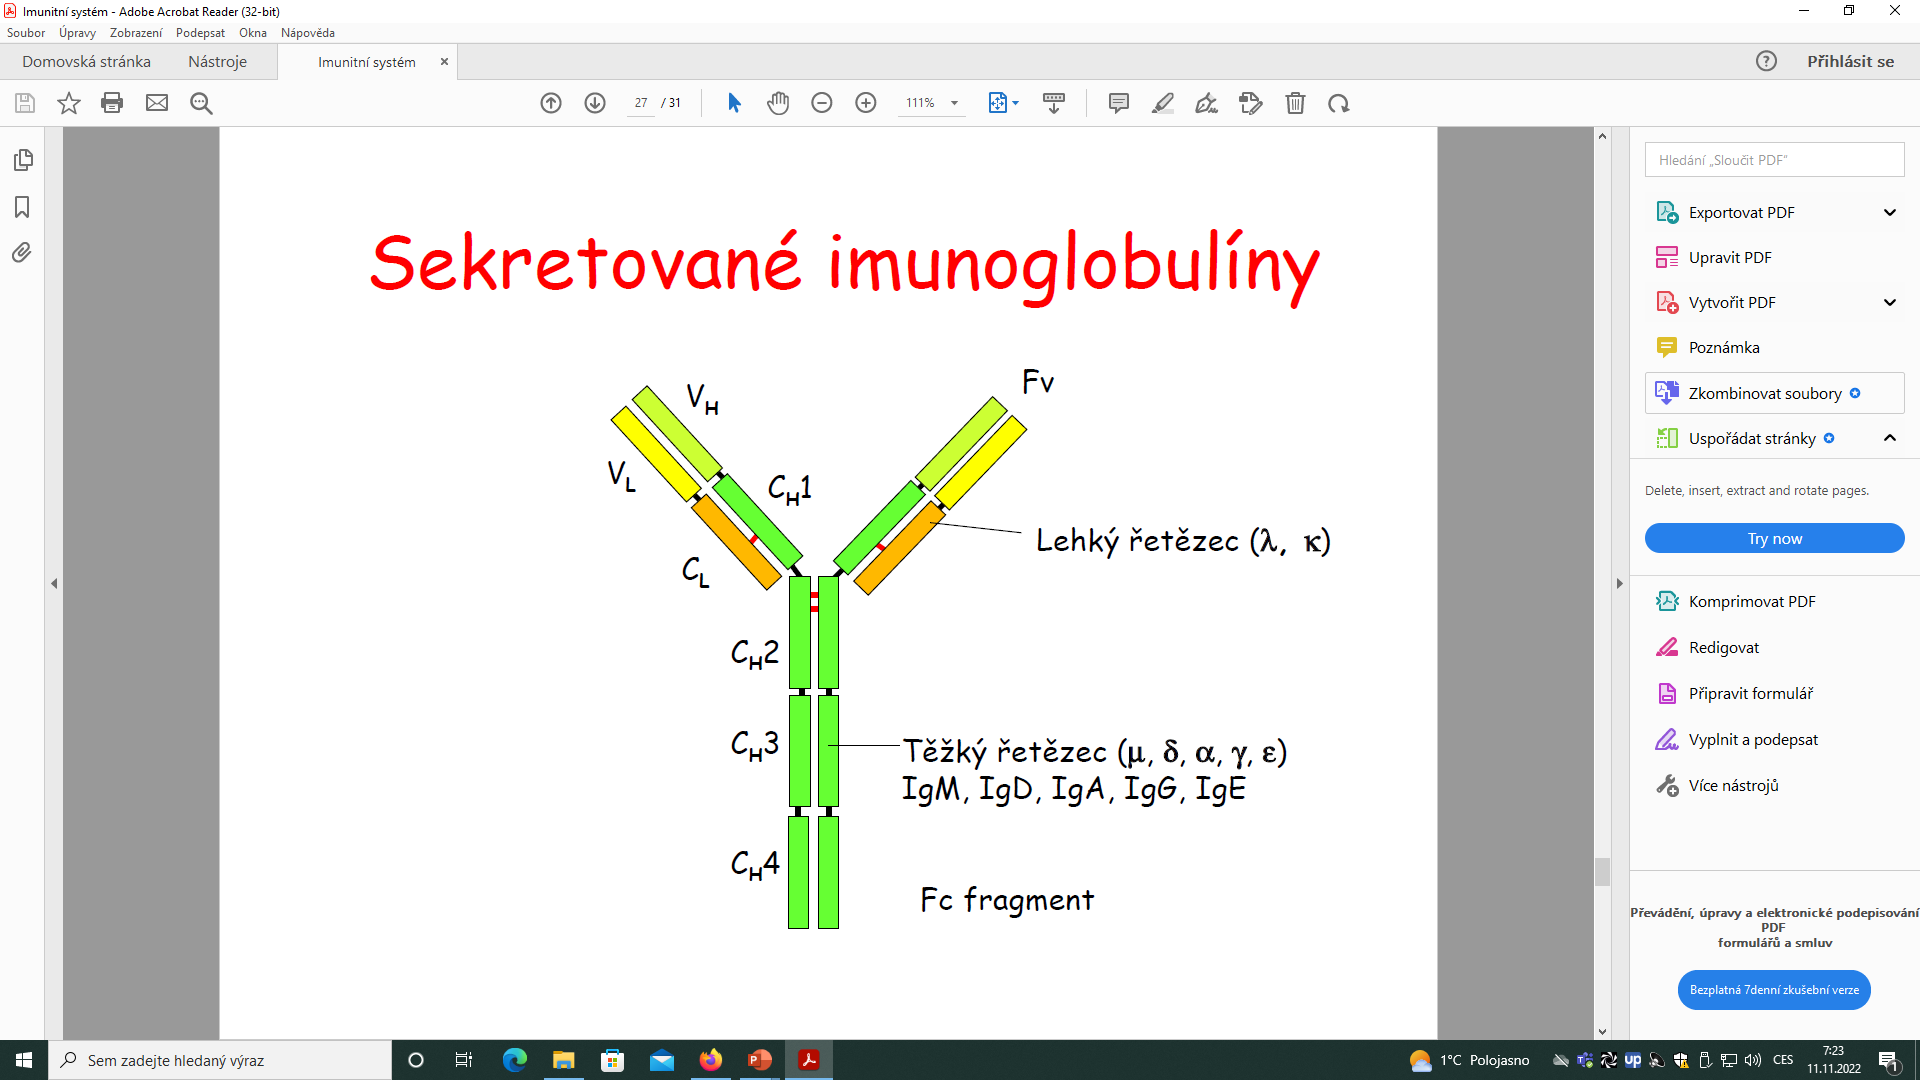 Imunitní systém - Adobe Acrobat Reader (32-bit)
Soubor Úpravy Zobrazení Podepsat Okna Nápověda
Domovská stránka Nástroje Imunitní systém × Přihlásit se
27 / 31 111%
Sekretované imunoglobulíny
VH
Fv
VL
CH1
Lehký řetězec (λ, κ)
CL
CH2
CH3
Těžký řetězec (μ, δ, α, γ, ε)
IgM, IgD, IgA, IgG, IgE
CH4
Fc fragment
Hledání „Sloučit PDF"
Exportovat PDF
Upravit PDF
Vytvořit PDF
Poznámka
Zkombinovat soubory
Uspořádat stránky
Delete, insert, extract and rotate pages.
Try now
Komprimovat PDF
Redigovat
Připravit formulář
Vyplnit a podepsat
Více nástrojů
Převádění, úpravy a elektronické podepisování
PDF
formulářů a smluv
Bezplatná 7denní zkušební verze
Sem zadejte hledaný výraz
1°C Polojasno
CES
7:23
11.11.2022
1